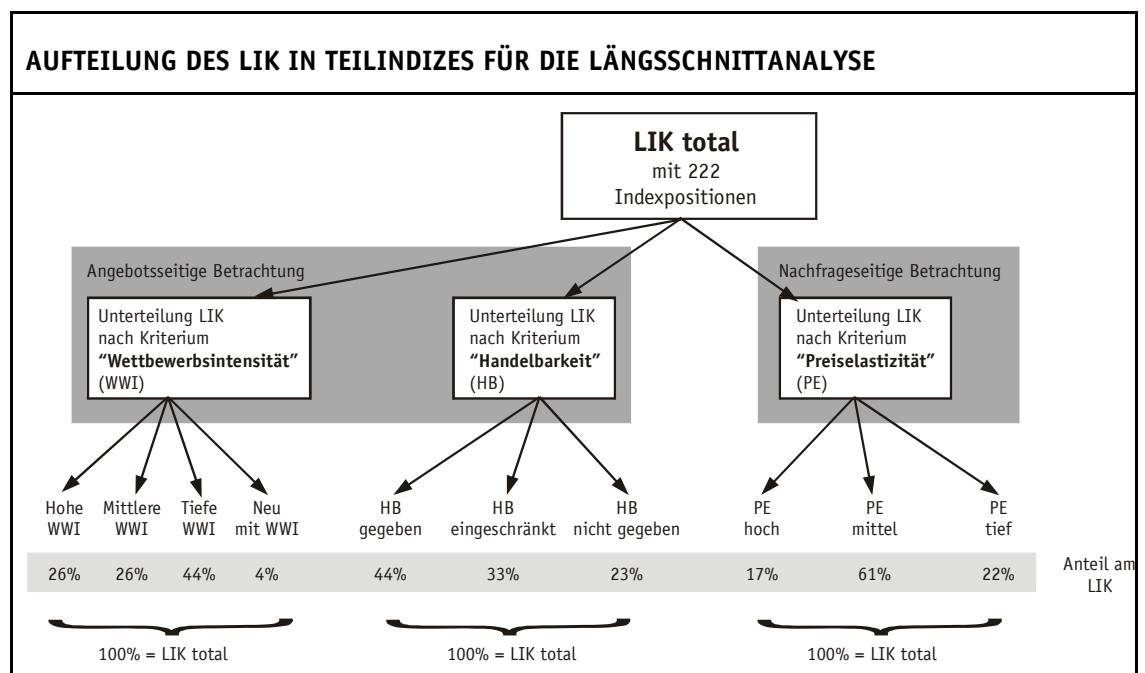 AUFTEILUNG DES LIK IN TEILINDIZES FÜR DIE LÄNGSSCHNITTANALYSE
LIK total
mit 222
Indexpositionen
Angebotsseitige Betrachtung
Nachfrageseitige Betrachtung
Unterteilung LIK
nach Kriterium
“Wettbewerbsintensität”
(WWI)
Unterteilung LIK
nach Kriterium
“Handelbarkeit”
(HB)
Unterteilung LIK
nach Kriterium
“Preiselastizität”
(PE)
Hohe
WWI
Mittlere
WWI
Tiefe
WWI
Neu
mit WWI
HB
gegeben
HB
eingeschränkt
HB
nicht gegeben
PE
hoch
PE
mittel
PE
tief
26% 26% 44% 4% 44% 33% 23% 17% 61% 22%
Anteil am
LIK
100% = LIK total
100% = LIK total
100% = LIK total